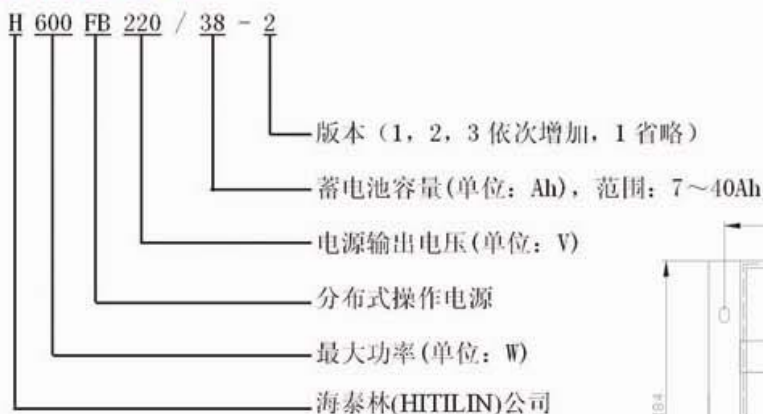 H 600 FB 220 / 38 - 2
版本（1，2，3 依次增加，1 省略）
蓄电池容量(单位：Ah)，范围：7～40Ah
电源输出电压(单位：V)
分布式操作电源
最大功率(单位：W)
海泰林(HITILIN)公司